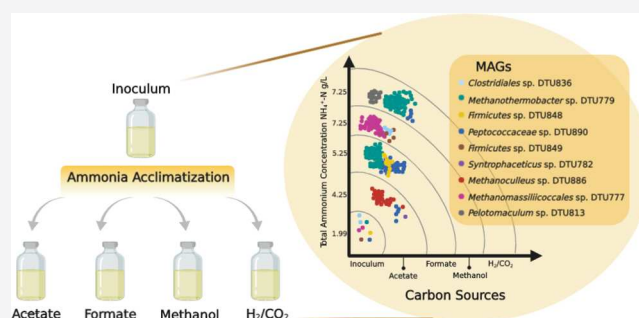 Inoculum
Ammonia Acclimatization
Acetate
Formate
Methanol
H₂/CO₂
Total Ammonium Concentration NH₄⁺-N g/L
7.25
7.25
5.25
4.25
1.99
Inoculum
Acetate
Formate
Methanol
H₂/CO₂
Carbon Sources
MAGs
Clostridiales sp. DTU836
Methanothermobacter sp. DTU779
Firmicutes sp. DTU848
Peptococcaceae sp. DTU890
Firmicutes sp. DTU849
Syntrophaceticus sp. DTU782
Methanoculleus sp. DTU886
Methanomassiliicoccales sp. DTU777
Pelotomaculum sp. DTU813